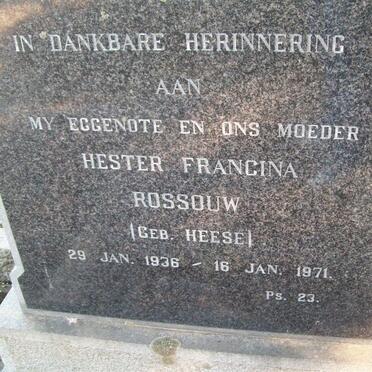 IN DANKBARE HERINNERING
AAN
MY EGGENOTE EN ONS MOEDER
HESTER FRANCINA
ROSSOUW
(GEB. HEESE)
29 JAN. 1936 - 16 JAN. 1971.
PS. 23.